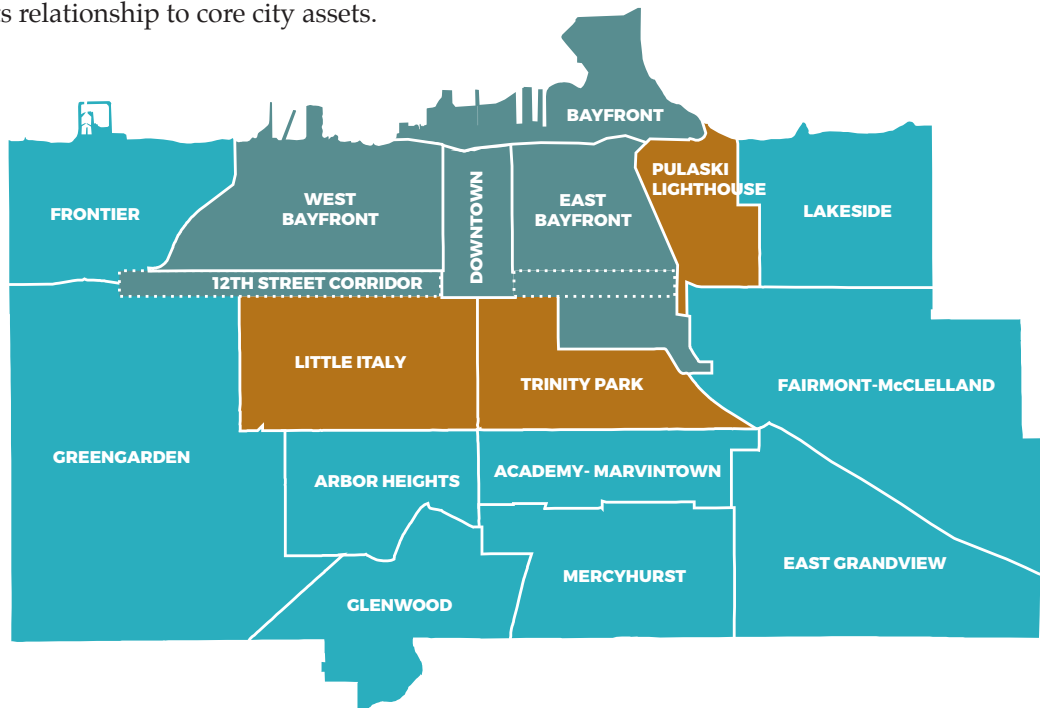 ts relationship to core city assets.
BAYFRONT
PULASKI
LIGHTHOUSE
WEST
BAYFRONT
EAST
BAYFRONT
FRONTIER
LAKESIDE
DOWNTOWN
12TH STREET CORRIDOR
LITTLE ITALY
TRINITY PARK
FAIRMONT-McCLELLAND
GREENGARDEN
ARBOR HEIGHTS
ACADEMY- MARVINTOWN
EAST GRANDVIEW
MERCYHURST
GLENWOOD